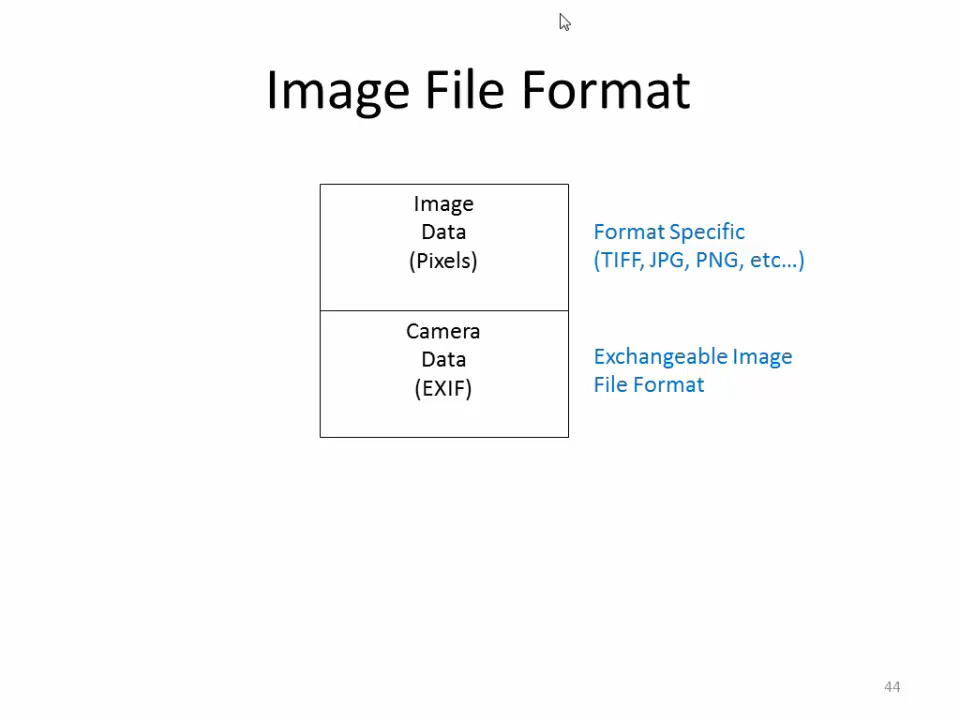 Image File Format
Image
Data
(Pixels)
Format Specific
(TIFF, JPG, PNG, etc...)
Camera
Data
(EXIF)
Exchangeable Image
File Format
44